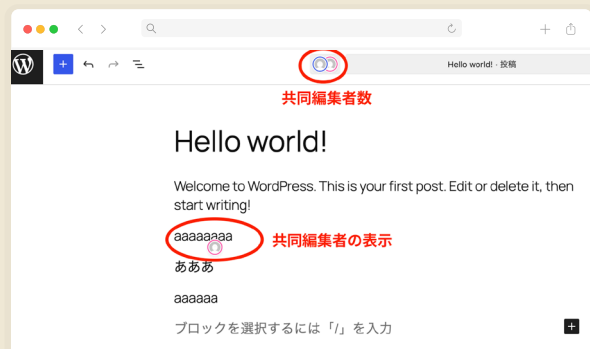 Hello world! · 投稿
共同編集者数
Hello world!
Welcome to WordPress. This is your first post. Edit or delete it, then
start writing!
aaaaaaaa
共同編集者の表示
あああ
aaaaaa
ブロックを選択するには「/」を入力